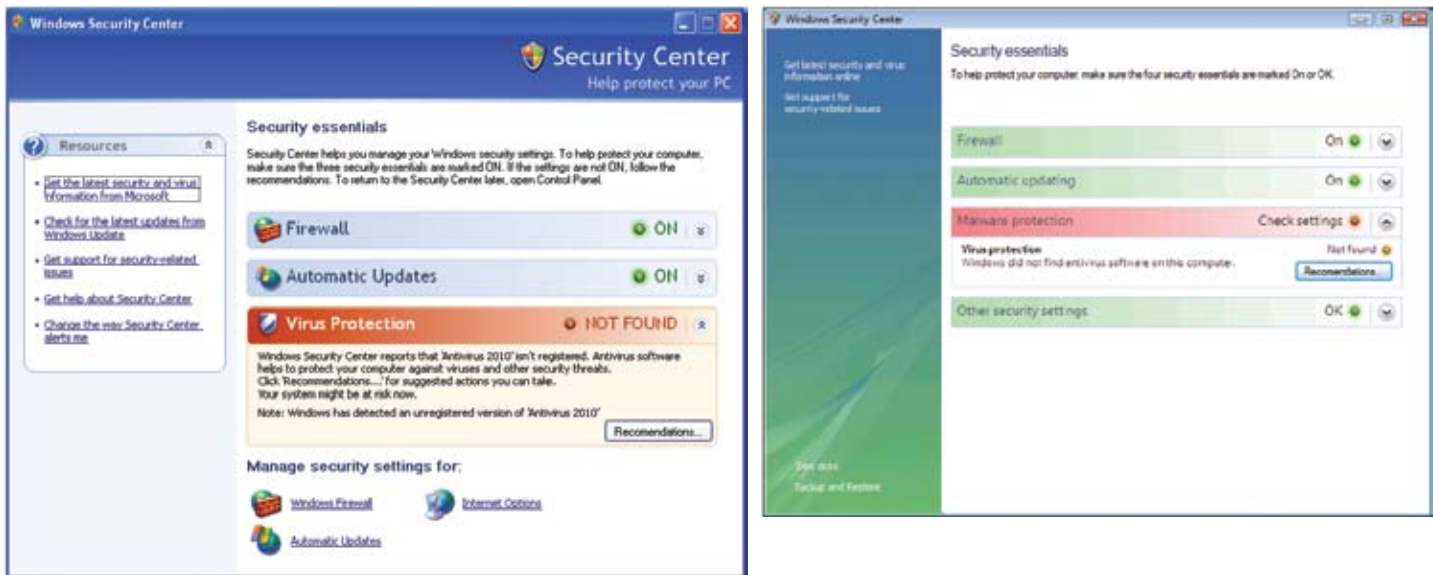 Windows Security Center
Security Center
Help protect your PC
Resources
Get the latest security and virus
information from Microsoft
Check for the latest updates from
Windows Update
Get support for security-related
issues
Get help about Security Center
Change the way Security Center
alerts me
Security essentials
Security Center helps you manage your Windows security settings. To help protect your computer,
make sure the three security essentials are marked ON. If the settings are not ON, follow the
recommendations. To return to the Security Center later, open Control Panel.
Firewall
ON
Automatic Updates
ON
Virus Protection
NOT FOUND
Windows Security Center reports that 'Antivirus 2010' isn't registered. Antivirus software
helps to protect your computer against viruses and other security threats.
Click 'Recommendations...' for suggested actions you can take.
Your system might be at risk now.
Note: Windows has detected an unregistered version of 'Antivirus 2010'
Recomendations...
Manage security settings for:
Windows Firewall
Internet Options
Automatic Updates
Windows Security Center
Get latest security and virus
information online
Get support for
security-related issues
Security essentials
To help protect your computer, make sure the four security essentials are marked On or OK.
Firewall
On
Automatic updating
On
Malware protection
Check settings
Virus protection
Not found
Windows did not find antivirus software on this computer.
Recomendations...
Other security settings
OK
See also
Backup and Restore